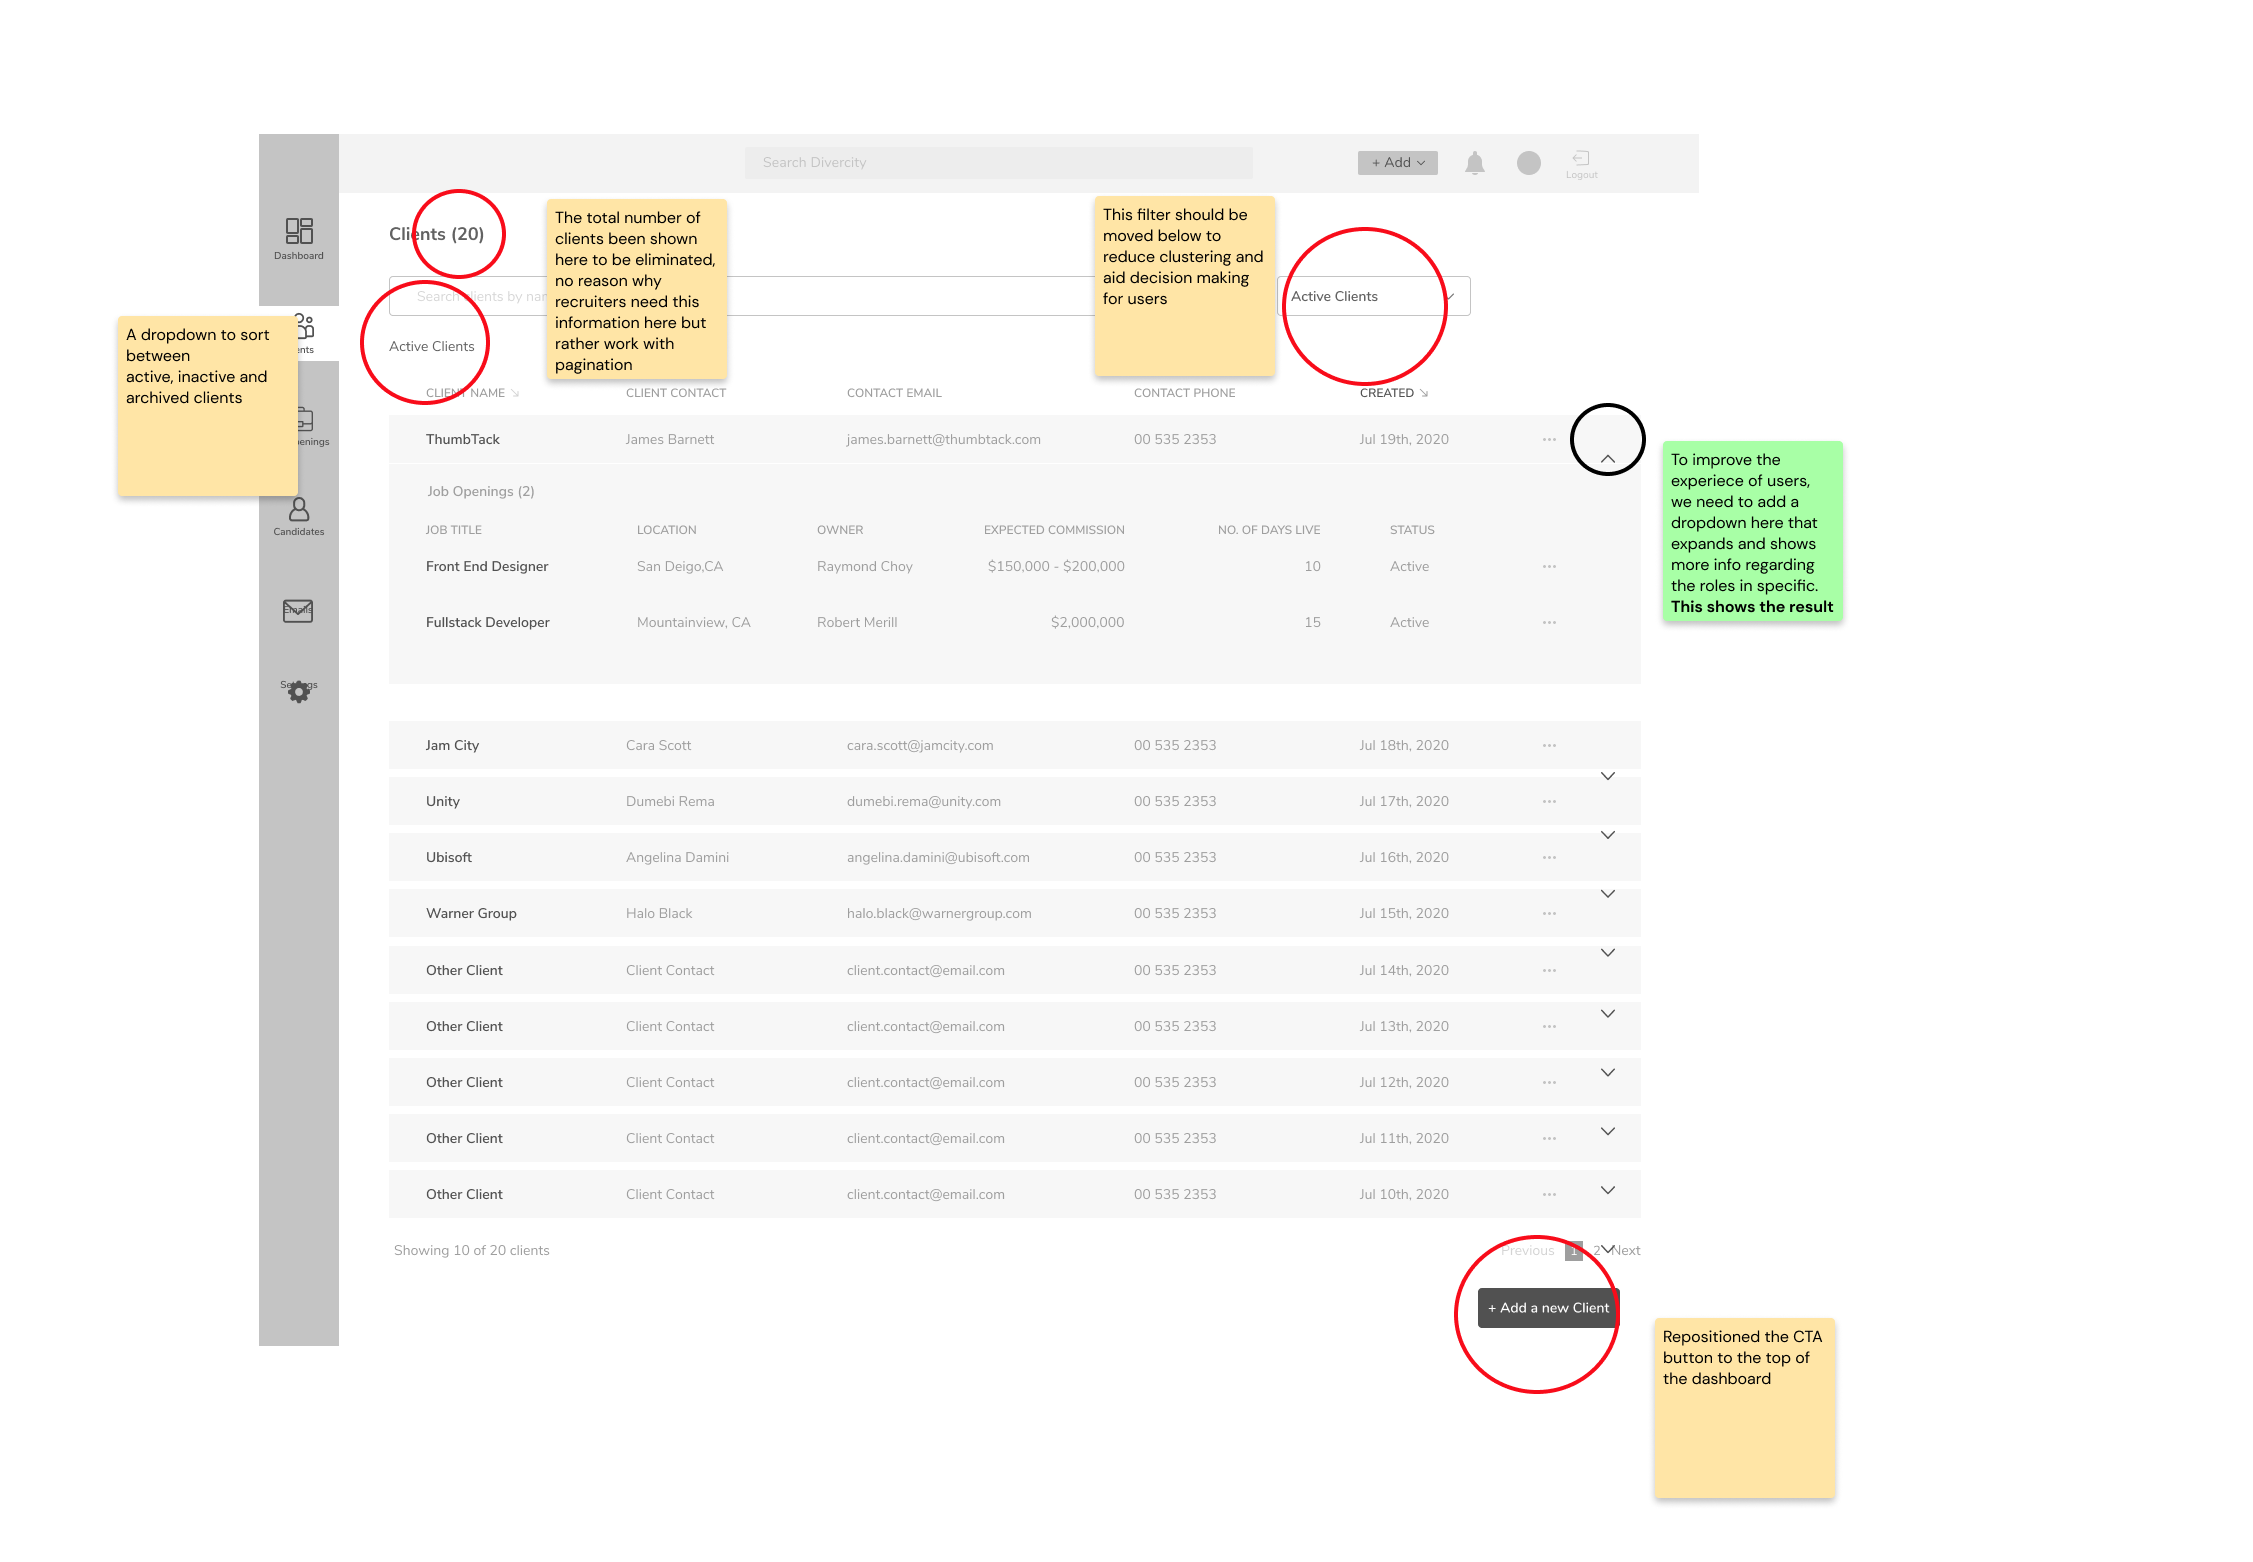 Search Divercity
+ Add
Logout
Dashboard
Clients (20)
The total number of
clients been shown
here to be eliminated,
no reason why
recruiters need this
information here but
rather work with
pagination
This filter should be
moved below to
reduce clustering and
aid decision making
for users
Search clients by nam
Active Clients
A dropdown to sort
between
active, inactive and
archived clients
ents
Active Clients
CLIENT NAME CLIENT CONTACT CONTACT EMAIL CONTACT PHONE CREATED
ThumbTack James Barnett james.barnett@thumbtack.com 00 535 2353 Jul 19th, 2020 ...
penings
To improve the
experiece of users,
we need to add a
dropdown here that
expands and shows
more info regarding
the roles in specific.
This shows the result
Job Openings (2)
Candidates
JOB TITLE LOCATION OWNER EXPECTED COMMISSION NO. OF DAYS LIVE STATUS
Front End Designer San Deigo,CA Raymond Choy $150,000 - $200,000 10 Active ...
Emails
Fullstack Developer Mountainview, CA Robert Merill $2,000,000 15 Active ...
Settings
Jam City Cara Scott cara.scott@jamcity.com 00 535 2353 Jul 18th, 2020 ...
Unity Dumebi Rema dumebi.rema@unity.com 00 535 2353 Jul 17th, 2020 ...
Ubisoft Angelina Damini angelina.damini@ubisoft.com 00 535 2353 Jul 16th, 2020 ...
Warner Group Halo Black halo.black@warnergroup.com 00 535 2353 Jul 15th, 2020 ...
Other Client Client Contact client.contact@email.com 00 535 2353 Jul 14th, 2020 ...
Other Client Client Contact client.contact@email.com 00 535 2353 Jul 13th, 2020 ...
Other Client Client Contact client.contact@email.com 00 535 2353 Jul 12th, 2020 ...
Other Client Client Contact client.contact@email.com 00 535 2353 Jul 11th, 2020 ...
Other Client Client Contact client.contact@email.com 00 535 2353 Jul 10th, 2020 ...
Showing 10 of 20 clients Previous 1 2 Next
+ Add a new Client
Repositioned the CTA
button to the top of
the dashboard